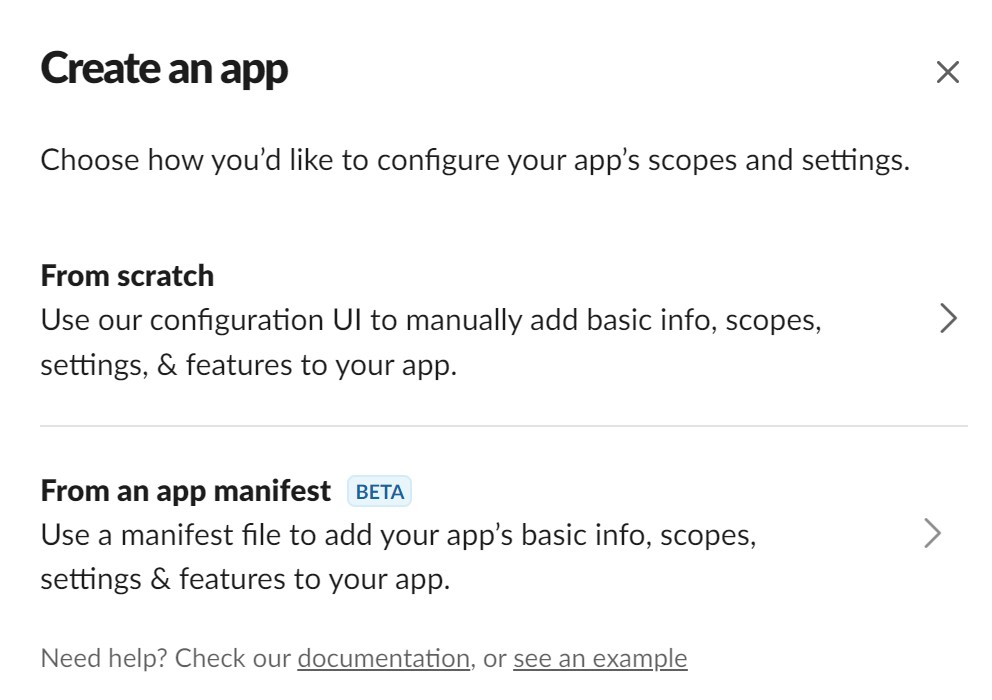 Create an app
Choose how you’d like to configure your app’s scopes and settings.
From scratch
Use our configuration UI to manually add basic info, scopes,
settings, & features to your app.
From an app manifest BETA
Use a manifest file to add your app’s basic info, scopes,
settings & features to your app.
Need help? Check our documentation, or see an example